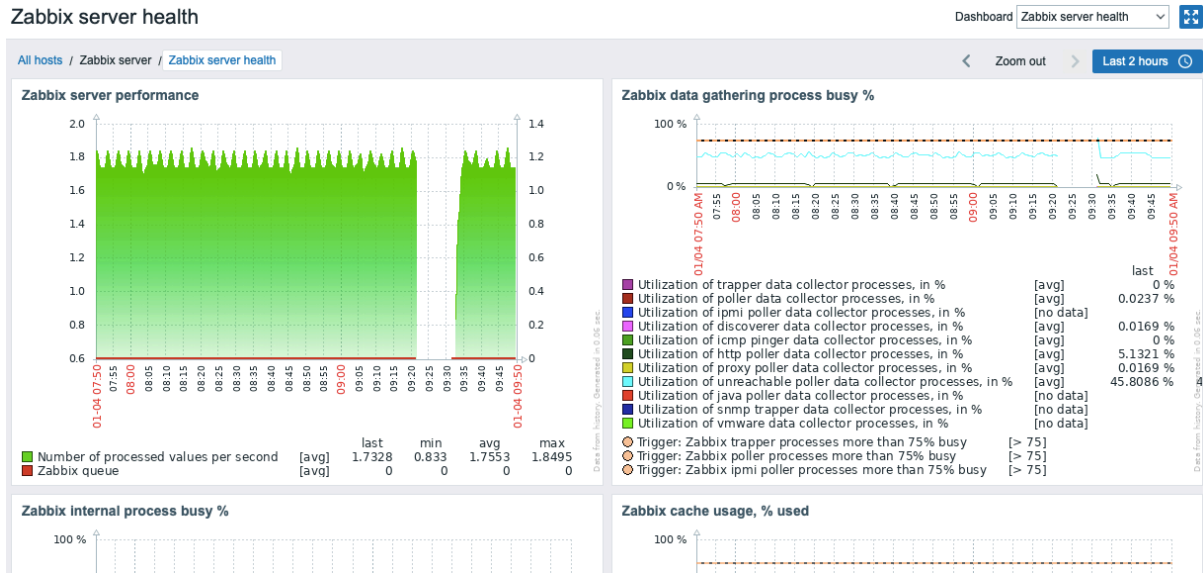 Zabbix server health
Dashboard Zabbix server health
All hosts / Zabbix server / Zabbix server health
Zoom out
Last 2 hours
Zabbix server performance
2.0
1.8
1.6
1.4
1.2
1.0
0.8
0.6
1.4
1.2
1.0
0.8
0.6
0.4
0.2
0
01-04 07:50
07:55
08:00
08:05
08:10
08:15
08:20
08:25
08:30
08:35
08:40
08:45
08:50
08:55
09:00
09:05
09:10
09:15
09:20
09:25
09:30
09:35
09:40
09:45
01-04 09:50
last min avg max
Number of processed values per second [avg] 1.7328 0.833 1.7553 1.8495
Zabbix queue [avg] 0 0 0 0
Data from history. Generated in 0.06 sec.
Zabbix data gathering process busy %
100 %
0 %
01/04 07:50 AM
07:55
08:00
08:05
08:10
08:15
08:20
08:25
08:30
08:35
08:40
08:45
08:50
08:55
09:00
09:05
09:10
09:15
09:20
09:25
09:30
09:35
09:40
09:45
01/04 09:50 AM
last
Utilization of trapper data collector processes, in % [avg] 0 %
Utilization of poller data collector processes, in % [avg] 0.0237 %
Utilization of ipmi poller data collector processes, in % [no data]
Utilization of discoverer data collector processes, in % [avg] 0.0169 %
Utilization of icmp pinger data collector processes, in % [avg] 0 %
Utilization of http poller data collector processes, in % [avg] 5.1321 %
Utilization of proxy poller data collector processes, in % [avg] 0.0169 %
Utilization of unreachable poller data collector processes, in % [avg] 45.8086 % 4
Utilization of java poller data collector processes, in % [no data]
Utilization of snmp trapper data collector processes, in % [no data]
Utilization of vmware data collector processes, in % [no data]
Trigger: Zabbix trapper processes more than 75% busy [> 75]
Trigger: Zabbix poller processes more than 75% busy [> 75]
Trigger: Zabbix ipmi poller processes more than 75% busy [> 75]
Data from history. Generated in 0.06 sec.
Zabbix internal process busy %
100 %
Zabbix cache usage, % used
100 %